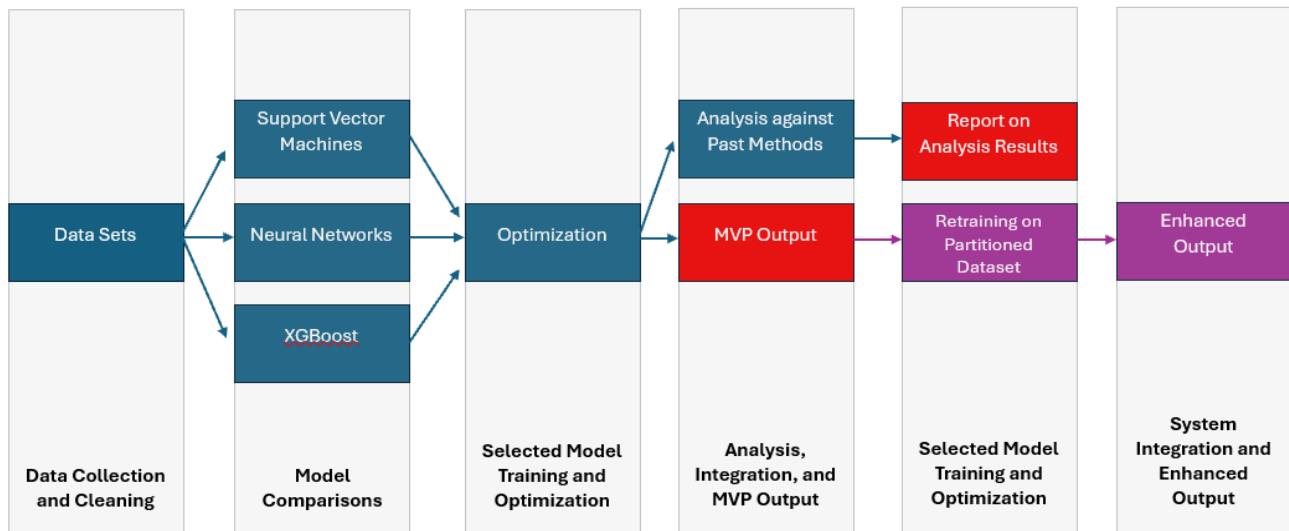 Data Sets
Support Vector
Machines
Neural Networks
XGBoost
Optimization
Analysis against
Past Methods
MVP Output
Report on
Analysis Results
Retraining on
Partitioned
Dataset
Enhanced
Output
Data Collection
and Cleaning
Model
Comparisons
Selected Model
Training and
Optimization
Analysis,
Integration, and
MVP Output
Selected Model
Training and
Optimization
System
Integration and
Enhanced
Output